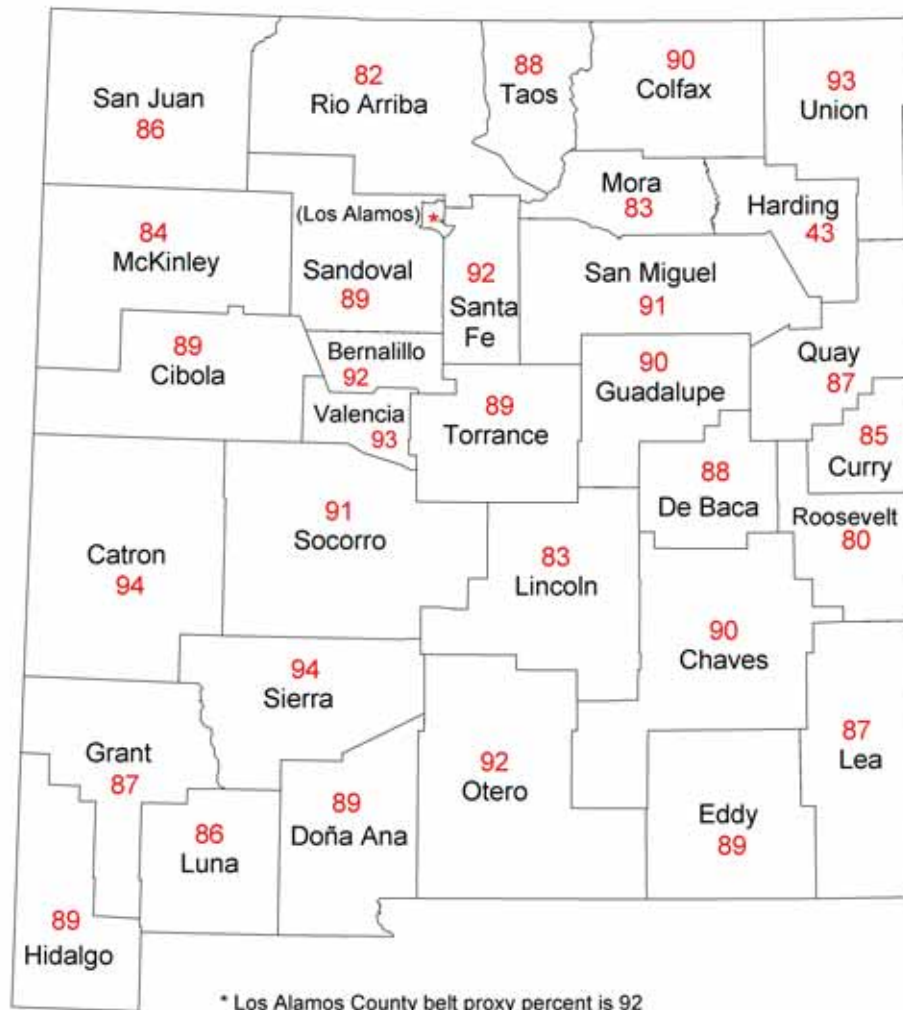 82
Rio Arriba
88
Taos
90
Colfax
93
Union
San Juan
86
Mora
83
Harding
43
(Los Alamos) *
84
McKinley
Sandoval
89
92
Santa
Fe
San Miguel
91
89
Cibola
Bernalillo
92
Valencia
93
89
Torrance
90
Guadalupe
Quay
87
85
Curry
88
De Baca
Roosevelt
80
Catron
94
91
Socorro
83
Lincoln
90
Chaves
94
Sierra
Grant
87
92
Otero
87
Lea
86
Luna
89
Doña Ana
Eddy
89
89
Hidalgo
* Los Alamos County belt proxy percent is 92